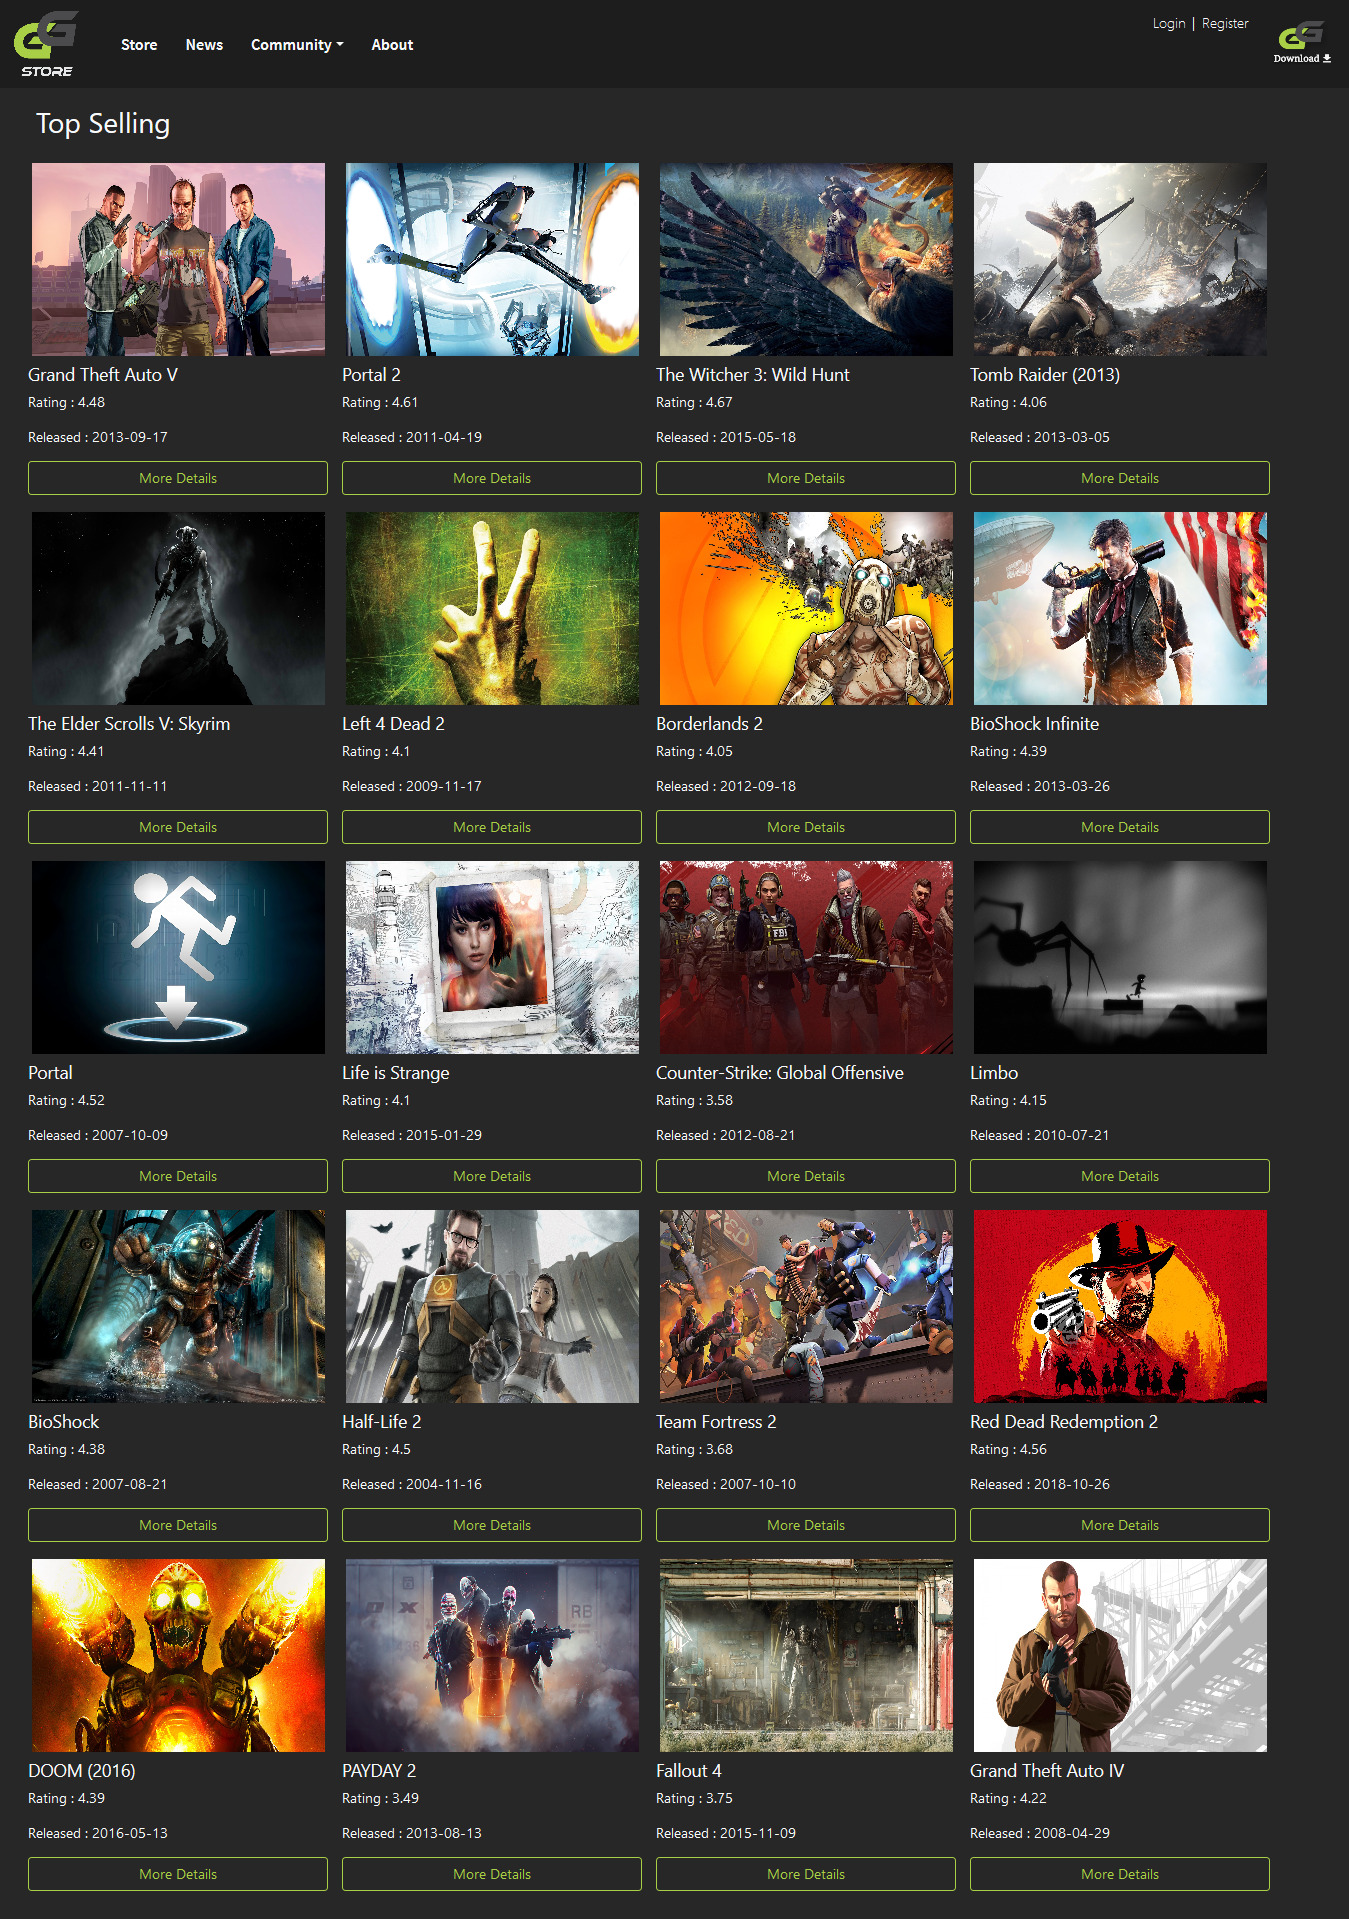 GG
STORE
Store
News
Community
About
Login | Register
GG
Download
Top Selling
Grand Theft Auto V
Rating : 4.48
Released : 2013-09-17
More Details
Portal 2
Rating : 4.61
Released : 2011-04-19
More Details
The Witcher 3: Wild Hunt
Rating : 4.67
Released : 2015-05-18
More Details
Tomb Raider (2013)
Rating : 4.06
Released : 2013-03-05
More Details
The Elder Scrolls V: Skyrim
Rating : 4.41
Released : 2011-11-11
More Details
Left 4 Dead 2
Rating : 4.1
Released : 2009-11-17
More Details
Borderlands 2
Rating : 4.05
Released : 2012-09-18
More Details
BioShock Infinite
Rating : 4.39
Released : 2013-03-26
More Details
Portal
Rating : 4.52
Released : 2007-10-09
More Details
Life is Strange
Rating : 4.1
Released : 2015-01-29
More Details
FBI
Counter-Strike: Global Offensive
Rating : 3.58
Released : 2012-08-21
More Details
Limbo
Rating : 4.15
Released : 2010-07-21
More Details
BioShock
Rating : 4.38
Released : 2007-08-21
More Details
Half-Life 2
Rating : 4.5
Released : 2004-11-16
More Details
Team Fortress 2
Rating : 3.68
Released : 2007-10-10
More Details
Red Dead Redemption 2
Rating : 4.56
Released : 2018-10-26
More Details
DOOM (2016)
Rating : 4.39
Released : 2016-05-13
More Details
RB
PAYDAY 2
Rating : 3.49
Released : 2013-08-13
More Details
Fallout 4
Rating : 3.75
Released : 2015-11-09
More Details
Grand Theft Auto IV
Rating : 4.22
Released : 2008-04-29
More Details